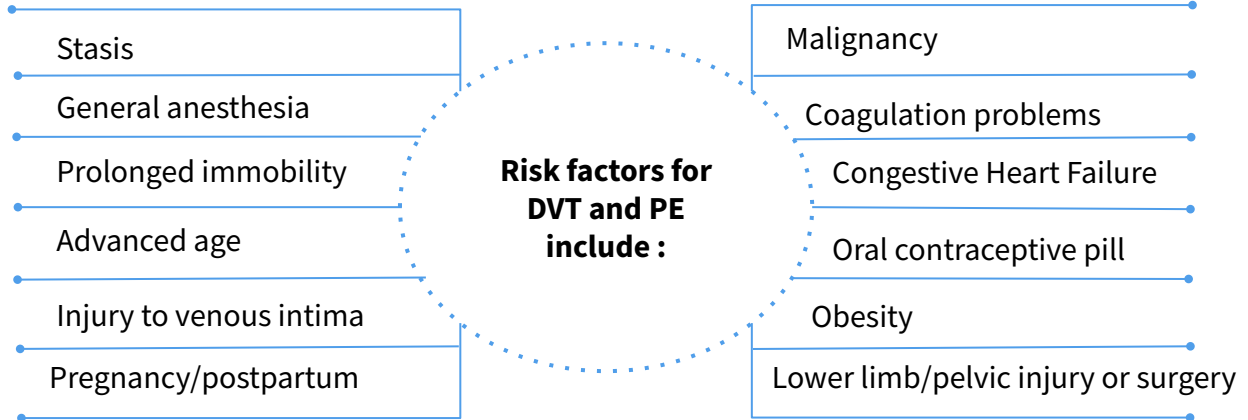 Stasis
General anesthesia
Prolonged immobility
Advanced age
Injury to venous intima
Pregnancy/postpartum
Risk factors for
DVT and PE
include :
Malignancy
Coagulation problems
Congestive Heart Failure
Oral contraceptive pill
Obesity
Lower limb/pelvic injury or surgery